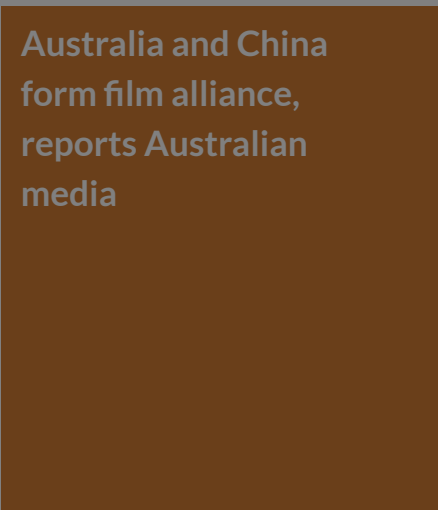 Australia and China
form film alliance,
reports Australian
media